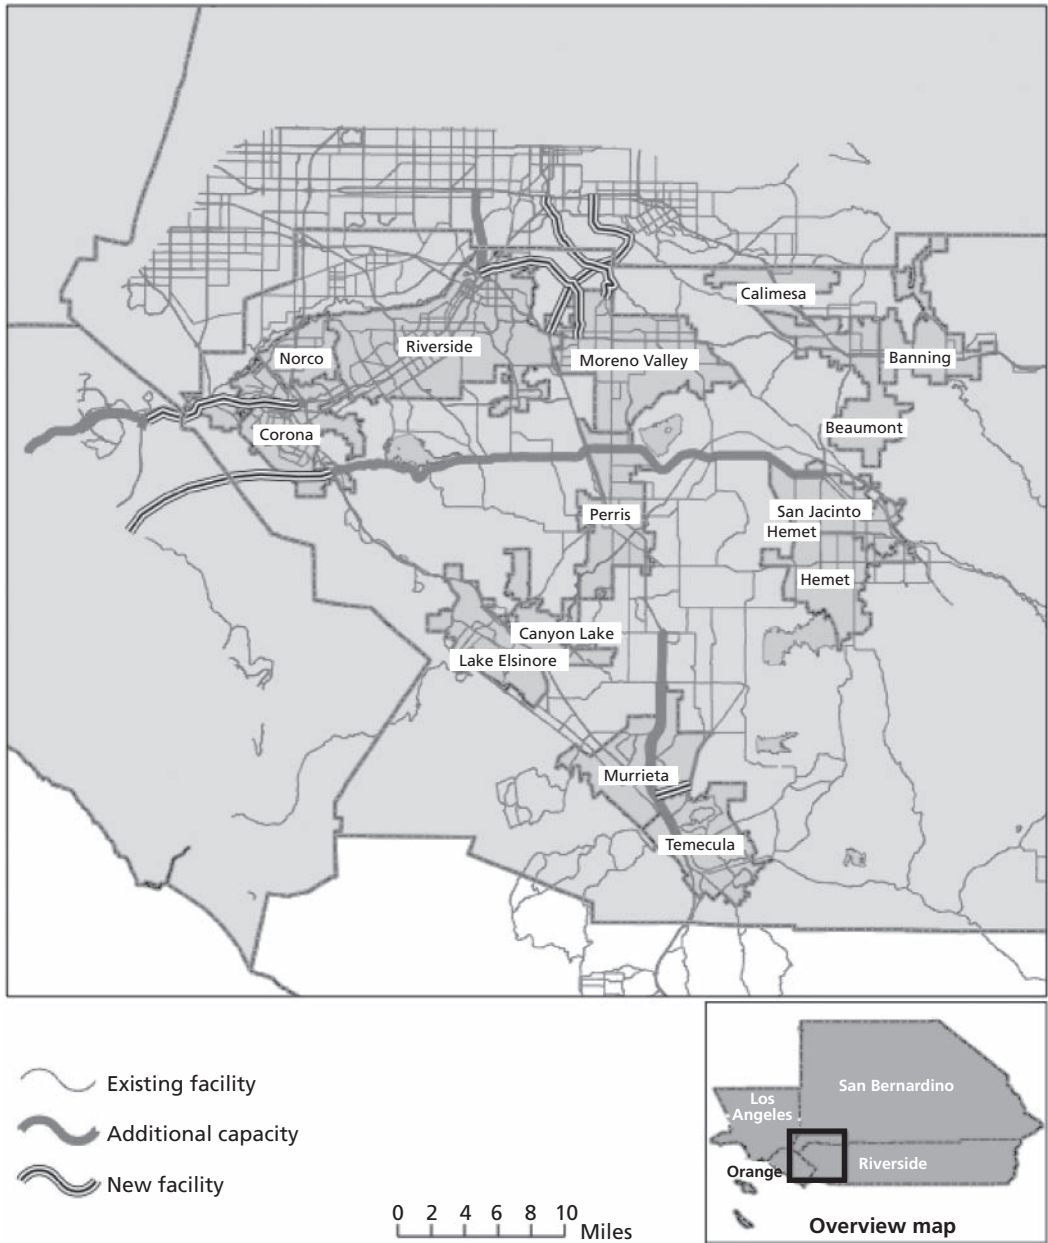 Calimesa
Norco
Riverside
Moreno Valley
Banning
Corona
Beaumont
Perris
San Jacinto
Hemet
Hemet
Canyon Lake
Lake Elsinore
Murrieta
Temecula
Existing facility
Additional capacity
New facility
0 2 4 6 8 10
Miles
San Bernardino
Los
Angeles
Orange
Riverside
Overview map